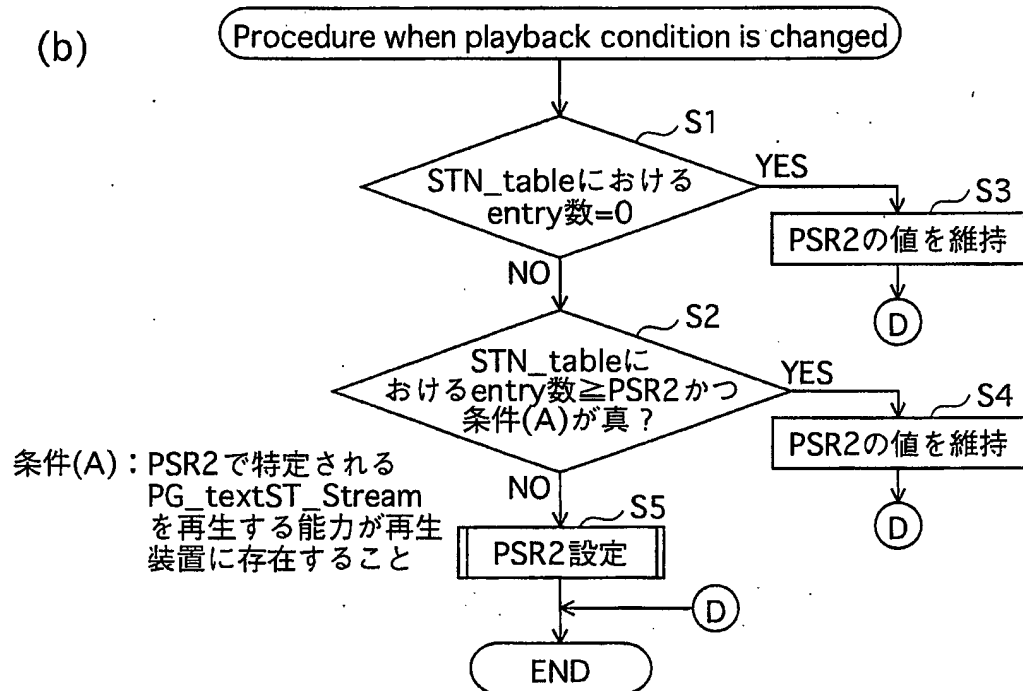 (b)
Procedure when playback condition is changed
S1
STN_tableにおける
entry数=0
YES
S3
PSR2の値を維持
D
NO
S2
STN_tableに
おけるentry数≧PSR2かつ
条件(A)が真？
YES
S4
PSR2の値を維持
D
条件(A)：PSR2で特定される
PG_textST_Stream
を再生する能力が再生
装置に存在すること
NO
S5
PSR2設定
D
END